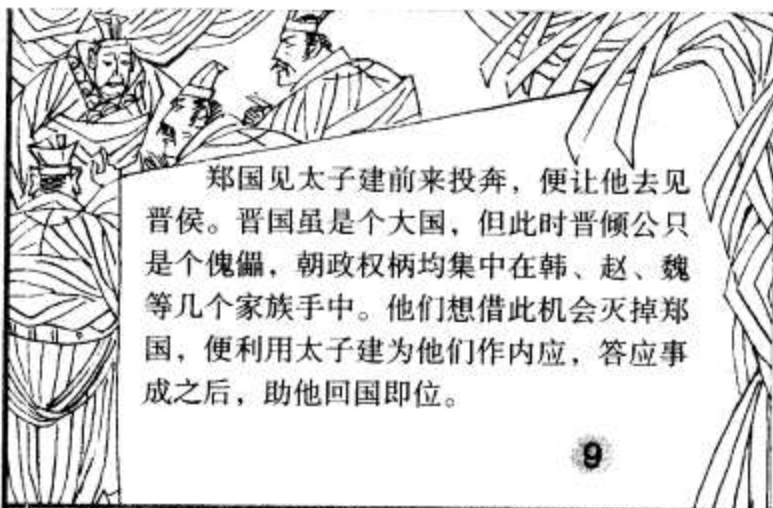 郑国见太子建前来投奔，便让他去见
晋侯。晋国虽是个大国，但此时晋倾公只
是个傀儡，朝政权柄均集中在韩、赵、魏
等几个家族手中。他们想借此机会灭掉郑
国，便利用太子建为他们作内应，答应事
成之后，助他回国即位。
9